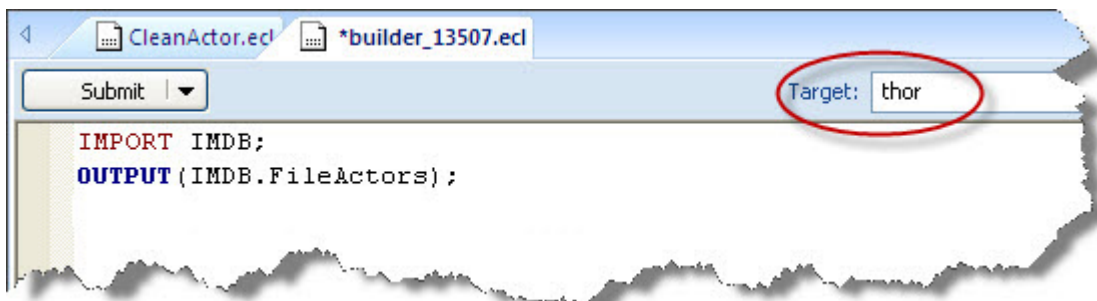 CleanActor.ecl *builder_13507.ecl
Submit Target: thor
IMPORT IMDB;
OUTPUT(IMDB.FileActors);